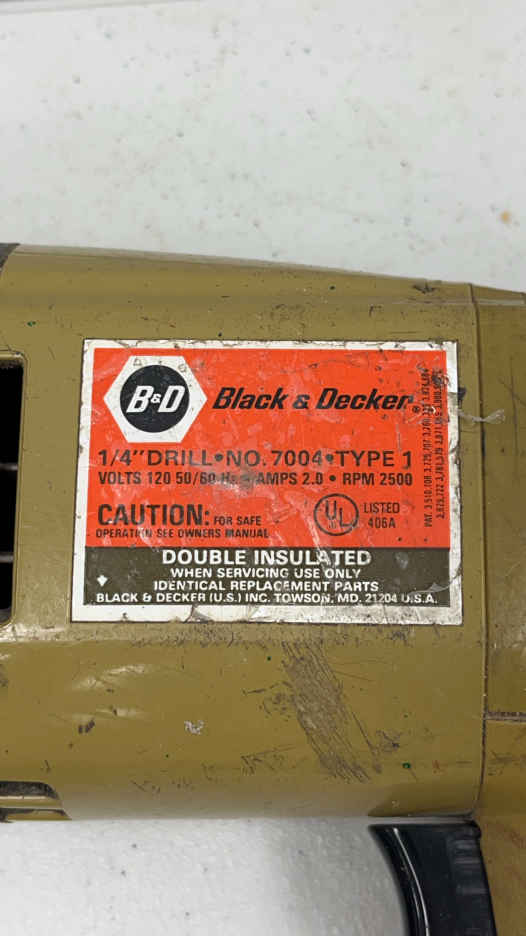 B&D Black & Decker®
1/4" DRILL•NO. 7004•TYPE 1
VOLTS 120 50/60 Hz • AMPS 2.0 • RPM 2500
CAUTION: FOR SAFE
OPERATION SEE OWNERS MANUAL
UL LISTED
406A
DOUBLE INSULATED
WHEN SERVICING USE ONLY
IDENTICAL REPLACEMENT PARTS
BLACK & DECKER (U.S.) INC. TOWSON, MD. 21204 U.S.A.
PAT.